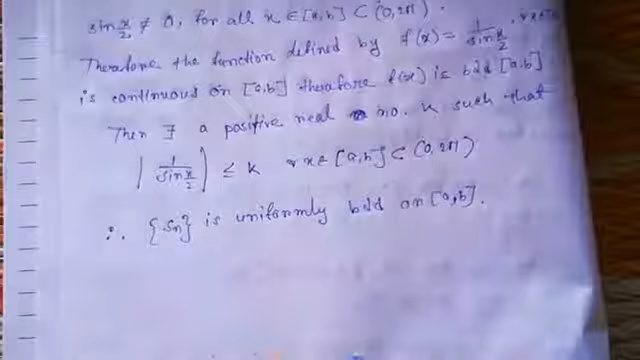 sin x/2 ≠ 0, for all x ∈ [a,b] ⊂ (0,2π).
Therefore the function defined by f(x) = 1/sin x/2,
is continuous on [a,b] therefore f(x) is bdd [a,b]
Then ∃ a positive real no. K such that
|1/sin x/2| ≤ K ∀ x ∈ [a,b] ⊂ (0,2π)
∴ {Sn} is uniformly bdd on [a,b].